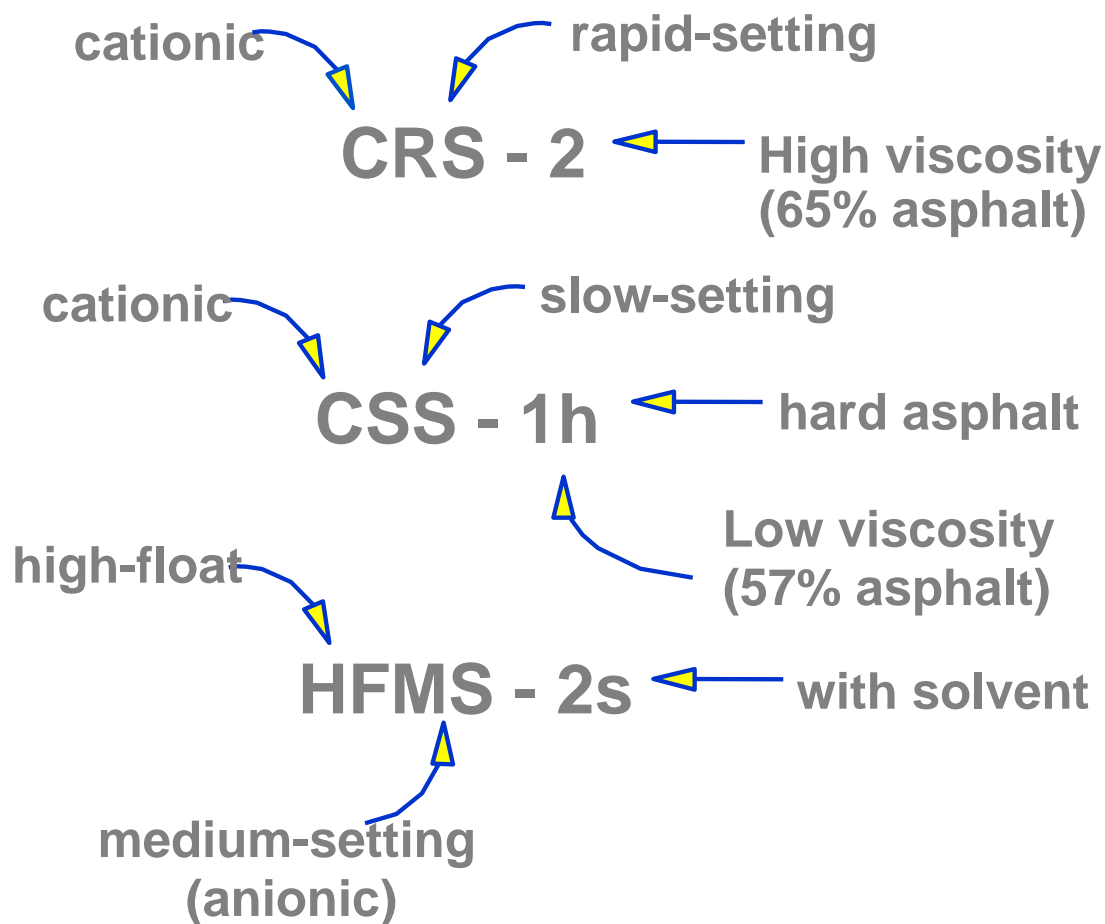 cationic
rapid-setting
CRS - 2
High viscosity
(65% asphalt)
cationic
slow-setting
CSS - 1h
hard asphalt
Low viscosity
(57% asphalt)
high-float
HFMS - 2s
with solvent
medium-setting
(anionic)